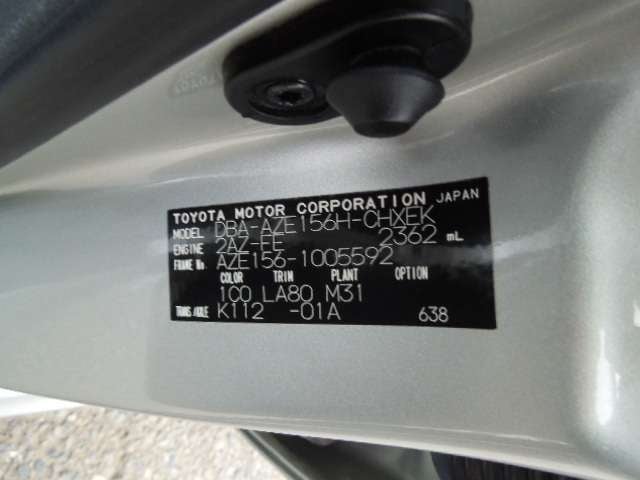 TOYOTA MOTOR CORPORATION JAPAN
MODEL DBA-AZE156H-CHXEK
ENGINE 2AZ-FE 2362 mL
FRAME No. AZE156-1005592
COLOR TRIM PLANT OPTION
1C0 LA80 M31
TRANS/AXLE K112 -01A 638